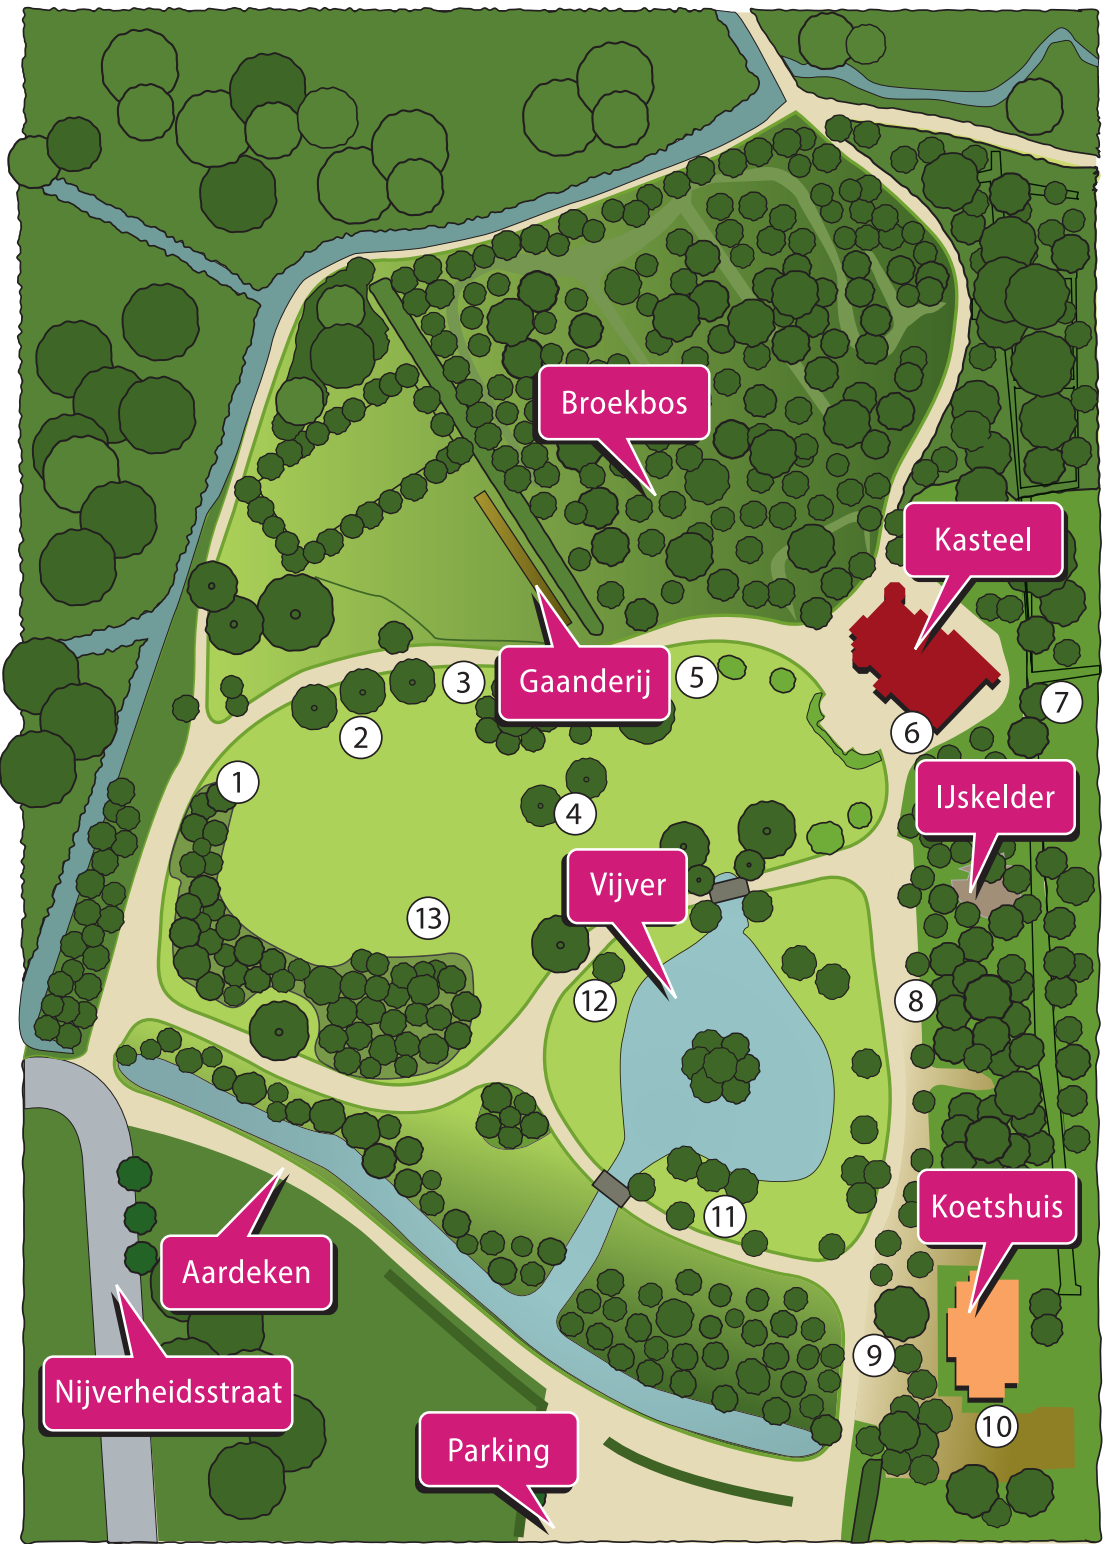 Broekbos
Kasteel
Gaanderij
3
5
7
2
6
1
IJskelder
4
Vijver
13
12
8
Koetshuis
11
Aardeken
9
Nijverheidsstraat
10
Parking